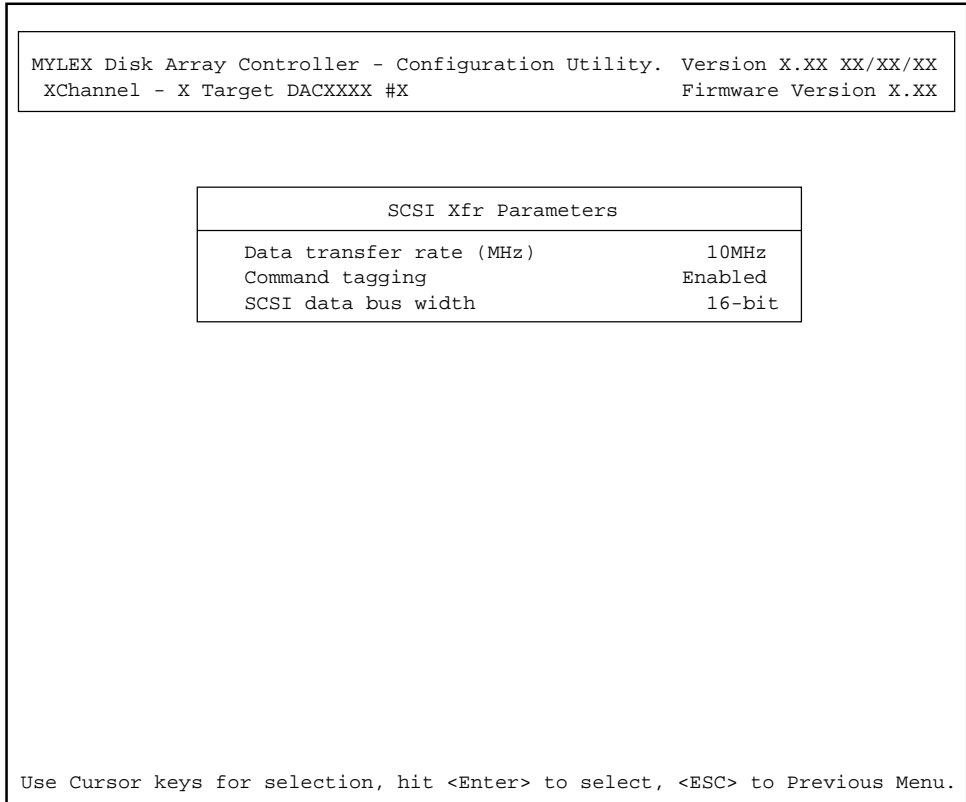 MYLEX Disk Array Controller - Configuration Utility. Version X.XX XX/XX/XX
XChannel - X Target DACXXXX #X Firmware Version X.XX
SCSI Xfr Parameters
Data transfer rate (MHz) 10MHz
Command tagging Enabled
SCSI data bus width 16-bit
Use Cursor keys for selection, hit <Enter> to select, <ESC> to Previous Menu.